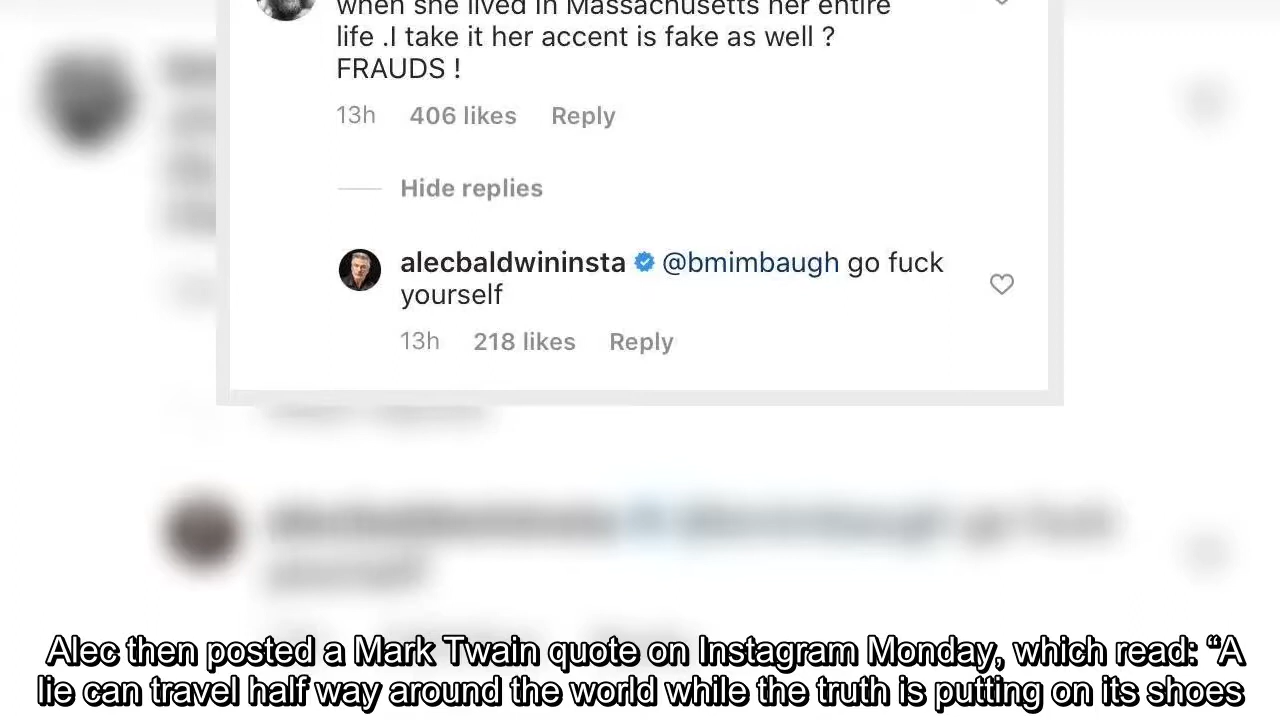 when she lived in Massachusetts her entire
life .I take it her accent is fake as well ?
FRAUDS !
13h 406 likes Reply
Hide replies
alecbaldwininsta @bmimbaugh go fuck
yourself
13h 218 likes Reply
Alec then posted a Mark Twain quote on Instagram Monday, which read: “A
lie can travel half way around the world while the truth is putting on its shoes